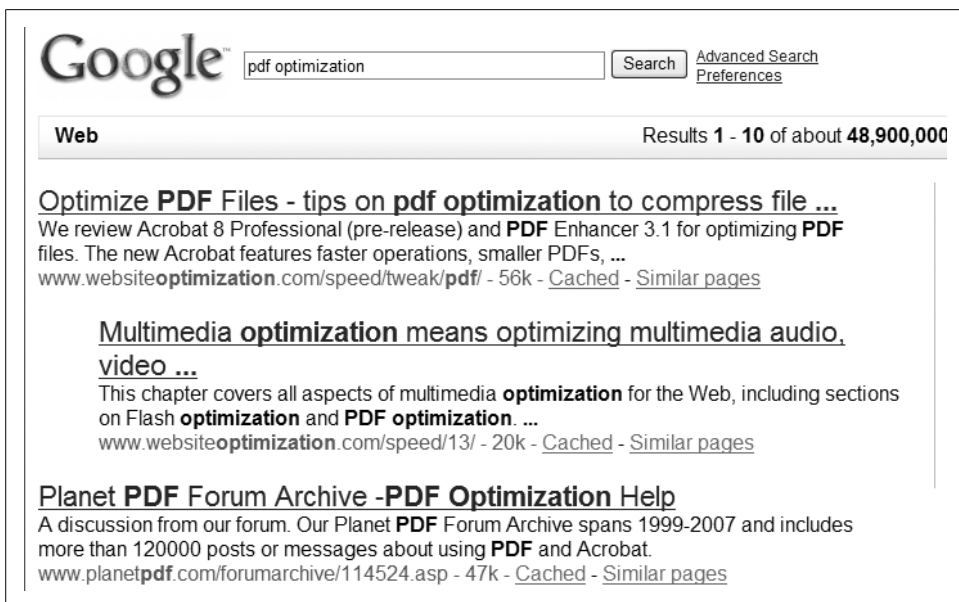 Google™ pdf optimization Search Advanced Search
Preferences
Web Results 1 - 10 of about 48,900,000
Optimize PDF Files - tips on pdf optimization to compress file ...
We review Acrobat 8 Professional (pre-release) and PDF Enhancer 3.1 for optimizing PDF
files. The new Acrobat features faster operations, smaller PDFs, ...
www.websiteoptimization.com/speed/tweak/pdf/ - 56k - Cached - Similar pages
Multimedia optimization means optimizing multimedia audio,
video ...
This chapter covers all aspects of multimedia optimization for the Web, including sections
on Flash optimization and PDF optimization. ...
www.websiteoptimization.com/speed/13/ - 20k - Cached - Similar pages
Planet PDF Forum Archive -PDF Optimization Help
A discussion from our forum. Our Planet PDF Forum Archive spans 1999-2007 and includes
more than 120000 posts or messages about using PDF and Acrobat.
www.planetpdf.com/forumarchive/114524.asp - 47k - Cached - Similar pages